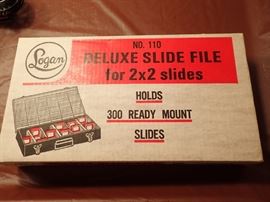 Logan
NO. 110
DELUXE SLIDE FILE
for 2x2 slides
HOLDS
300 READY MOUNT
SLIDES